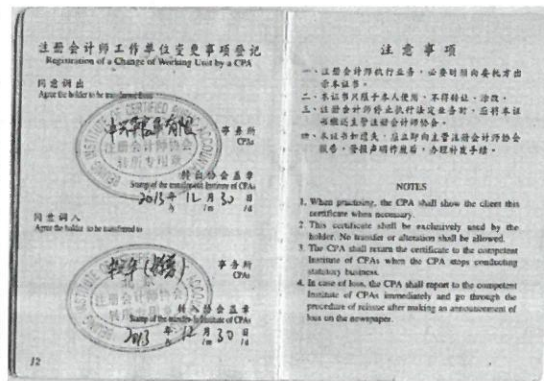 注册会计师工作单位变更事项登记
Registration of a Change of Working Unit by a CPA
同意调出
Agree the holder to be transferred from
事务所
CPAs
转出协会盖章
Stamp of the transfer-out Institute of CPAs
2013年12月30日
/y /m /d
同意调入
Agree the holder to be transferred to
事务所
CPAs
转入协会盖章
Stamp of the transfer-in Institute of CPAs
2013年12月30日
/y /m /d
12
注意事项
一、注册会计师执行业务，必要时须向委托方出
示本证书。
二、本证书只限于本人使用，不得转让、涂改。
三、注册会计师停止执行法定业务时，应将本证
书缴还主管注册会计师协会。
四、本证书如遗失，应立即向主管注册会计师协会
报告，登报声明作废后，办理补发手续。
NOTES
1. When practising, the CPA shall show the client this
certificate when necessary.
2. This certificate shall be exclusively used by the
holder. No transfer or alteration shall be allowed.
3. The CPA shall return the certificate to the competent
Institute of CPAs when the CPA stops conducting
statutory business.
4. In case of loss, the CPA shall report to the competent
Institute of CPAs immediately and go through the
procedure of reissue after making an announcement of
loss on the newspaper.